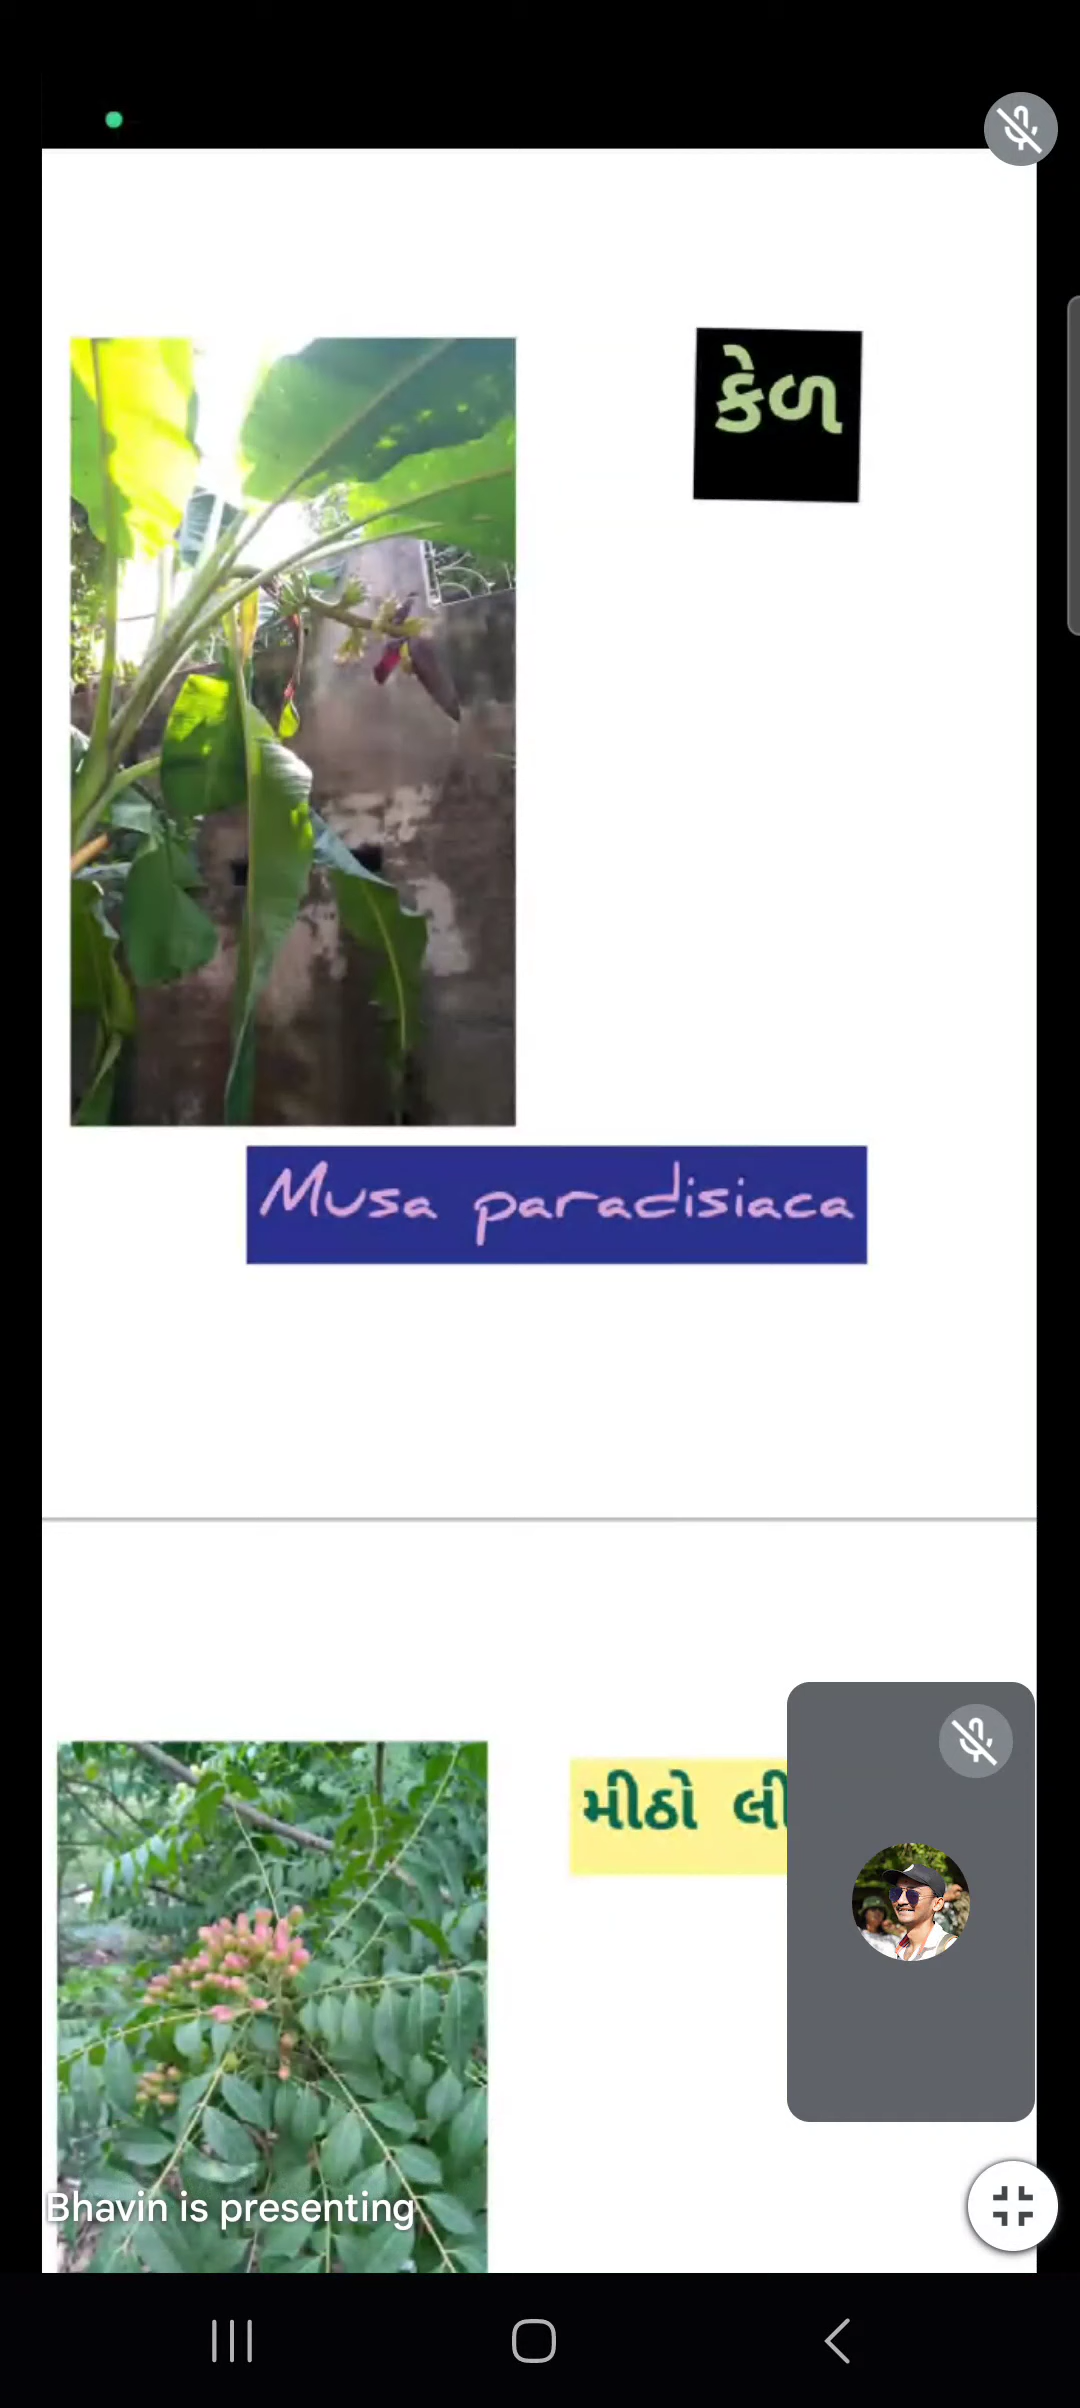 કેળ
Musa paradisiaca
મીઠો
Bhavin is presenting